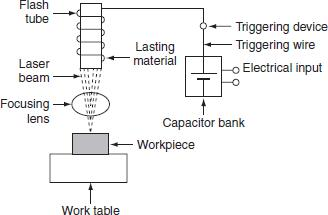 Flash
tube
Triggering device
Triggering wire
Lasting
material
Laser
beam
Electrical input
Focusing
lens
Capacitor bank
Workpiece
Work table